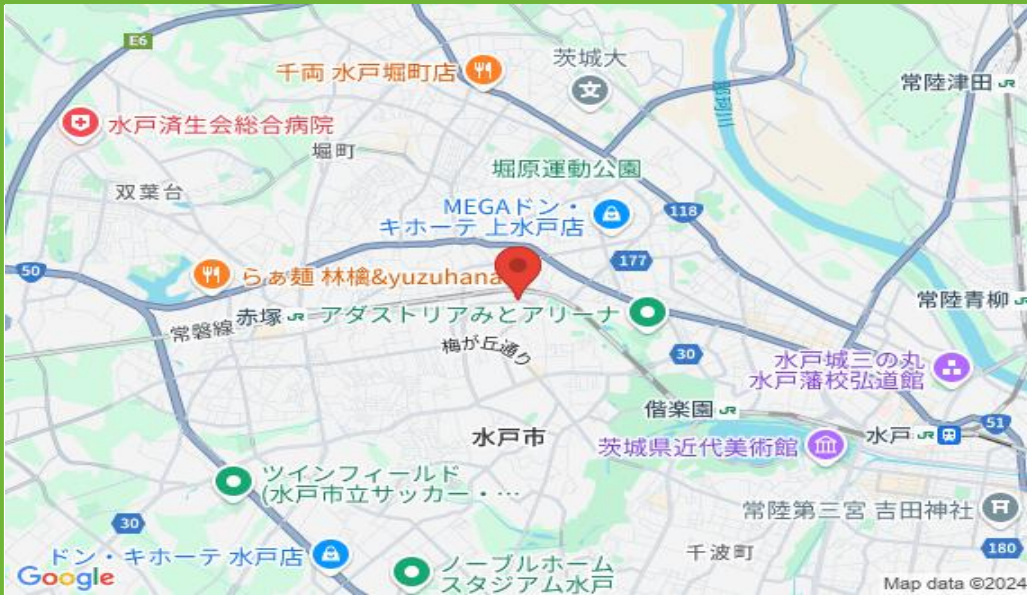 E6
千両 水戸堀町店
茨城大
文
常陸津田 JR
水戸済生会総合病院
堀町
那珂川
双葉台
堀原運動公園
MEGAドン・
キホーテ 上水戸店
118
177
50
らぁ麺 林檎&yuzuhana
常陸青柳 JR
赤塚 JR
アダストリアみとアリーナ
常磐線
梅が丘通り
30
水戸城三の丸
水戸藩校弘道館
偕楽園 JR
51
水戸市
茨城県近代美術館
水戸 JR
ツインフィールド
(水戸市立サッカー・…
常陸第三宮 吉田神社
30
180
千波町
ドン・キホーテ 水戸店
ノーブルホーム
スタジアム水戸
Google
Map data ©2024